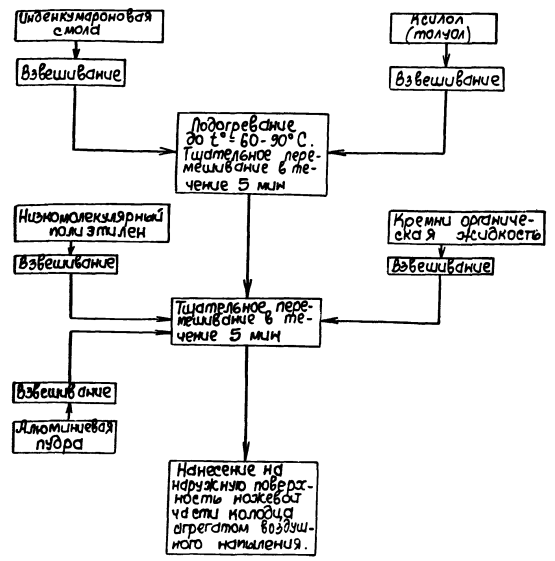 Инденкумароновая
смола
Взвешивание
Ксилол
(толуол)
Взвешивание
Подогревание
до t°= 60-90°С.
Тщательное пере-
мешивание в те-
чение 5 мин
Низкомолекулярный
полиэтилен
Взвешивание
Кремни органиче-
ская жидкость
Взвешивание
Тщательное пере-
мешивание в те-
чение 5 мин
Взвешивание
Алюминиевая
пудра
Нанесение на
наружную поверх-
ность ножевой
части колодца
агрегатом воздуш-
ного напыления.